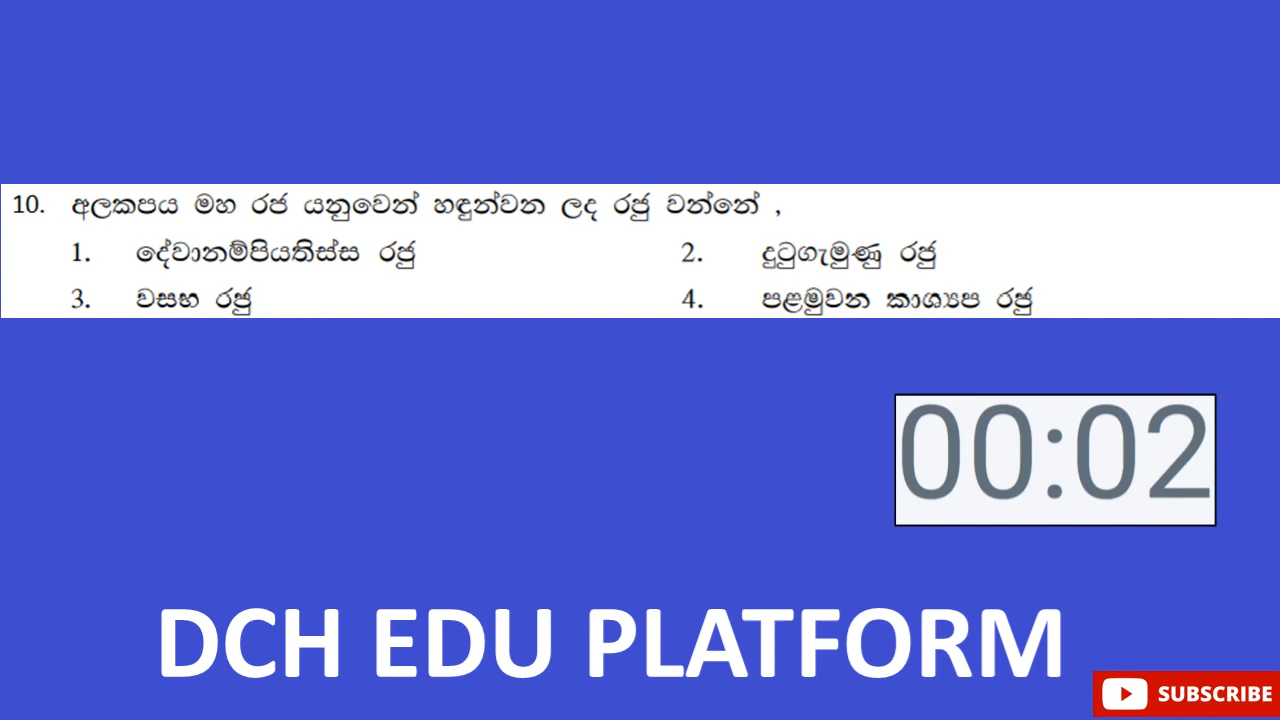 10. අලකපය මහ රජ යනුවෙන් හඳුන්වන ලද රජු වන්නේ ,
1. දේවානම්පියතිස්ස රජු 2. දුටුගැමුණු රජු
3. වසභ රජු 4. පළමුවන කාශ්‍යප රජු
00:02
DCH EDU PLATFORM
SUBSCRIBE